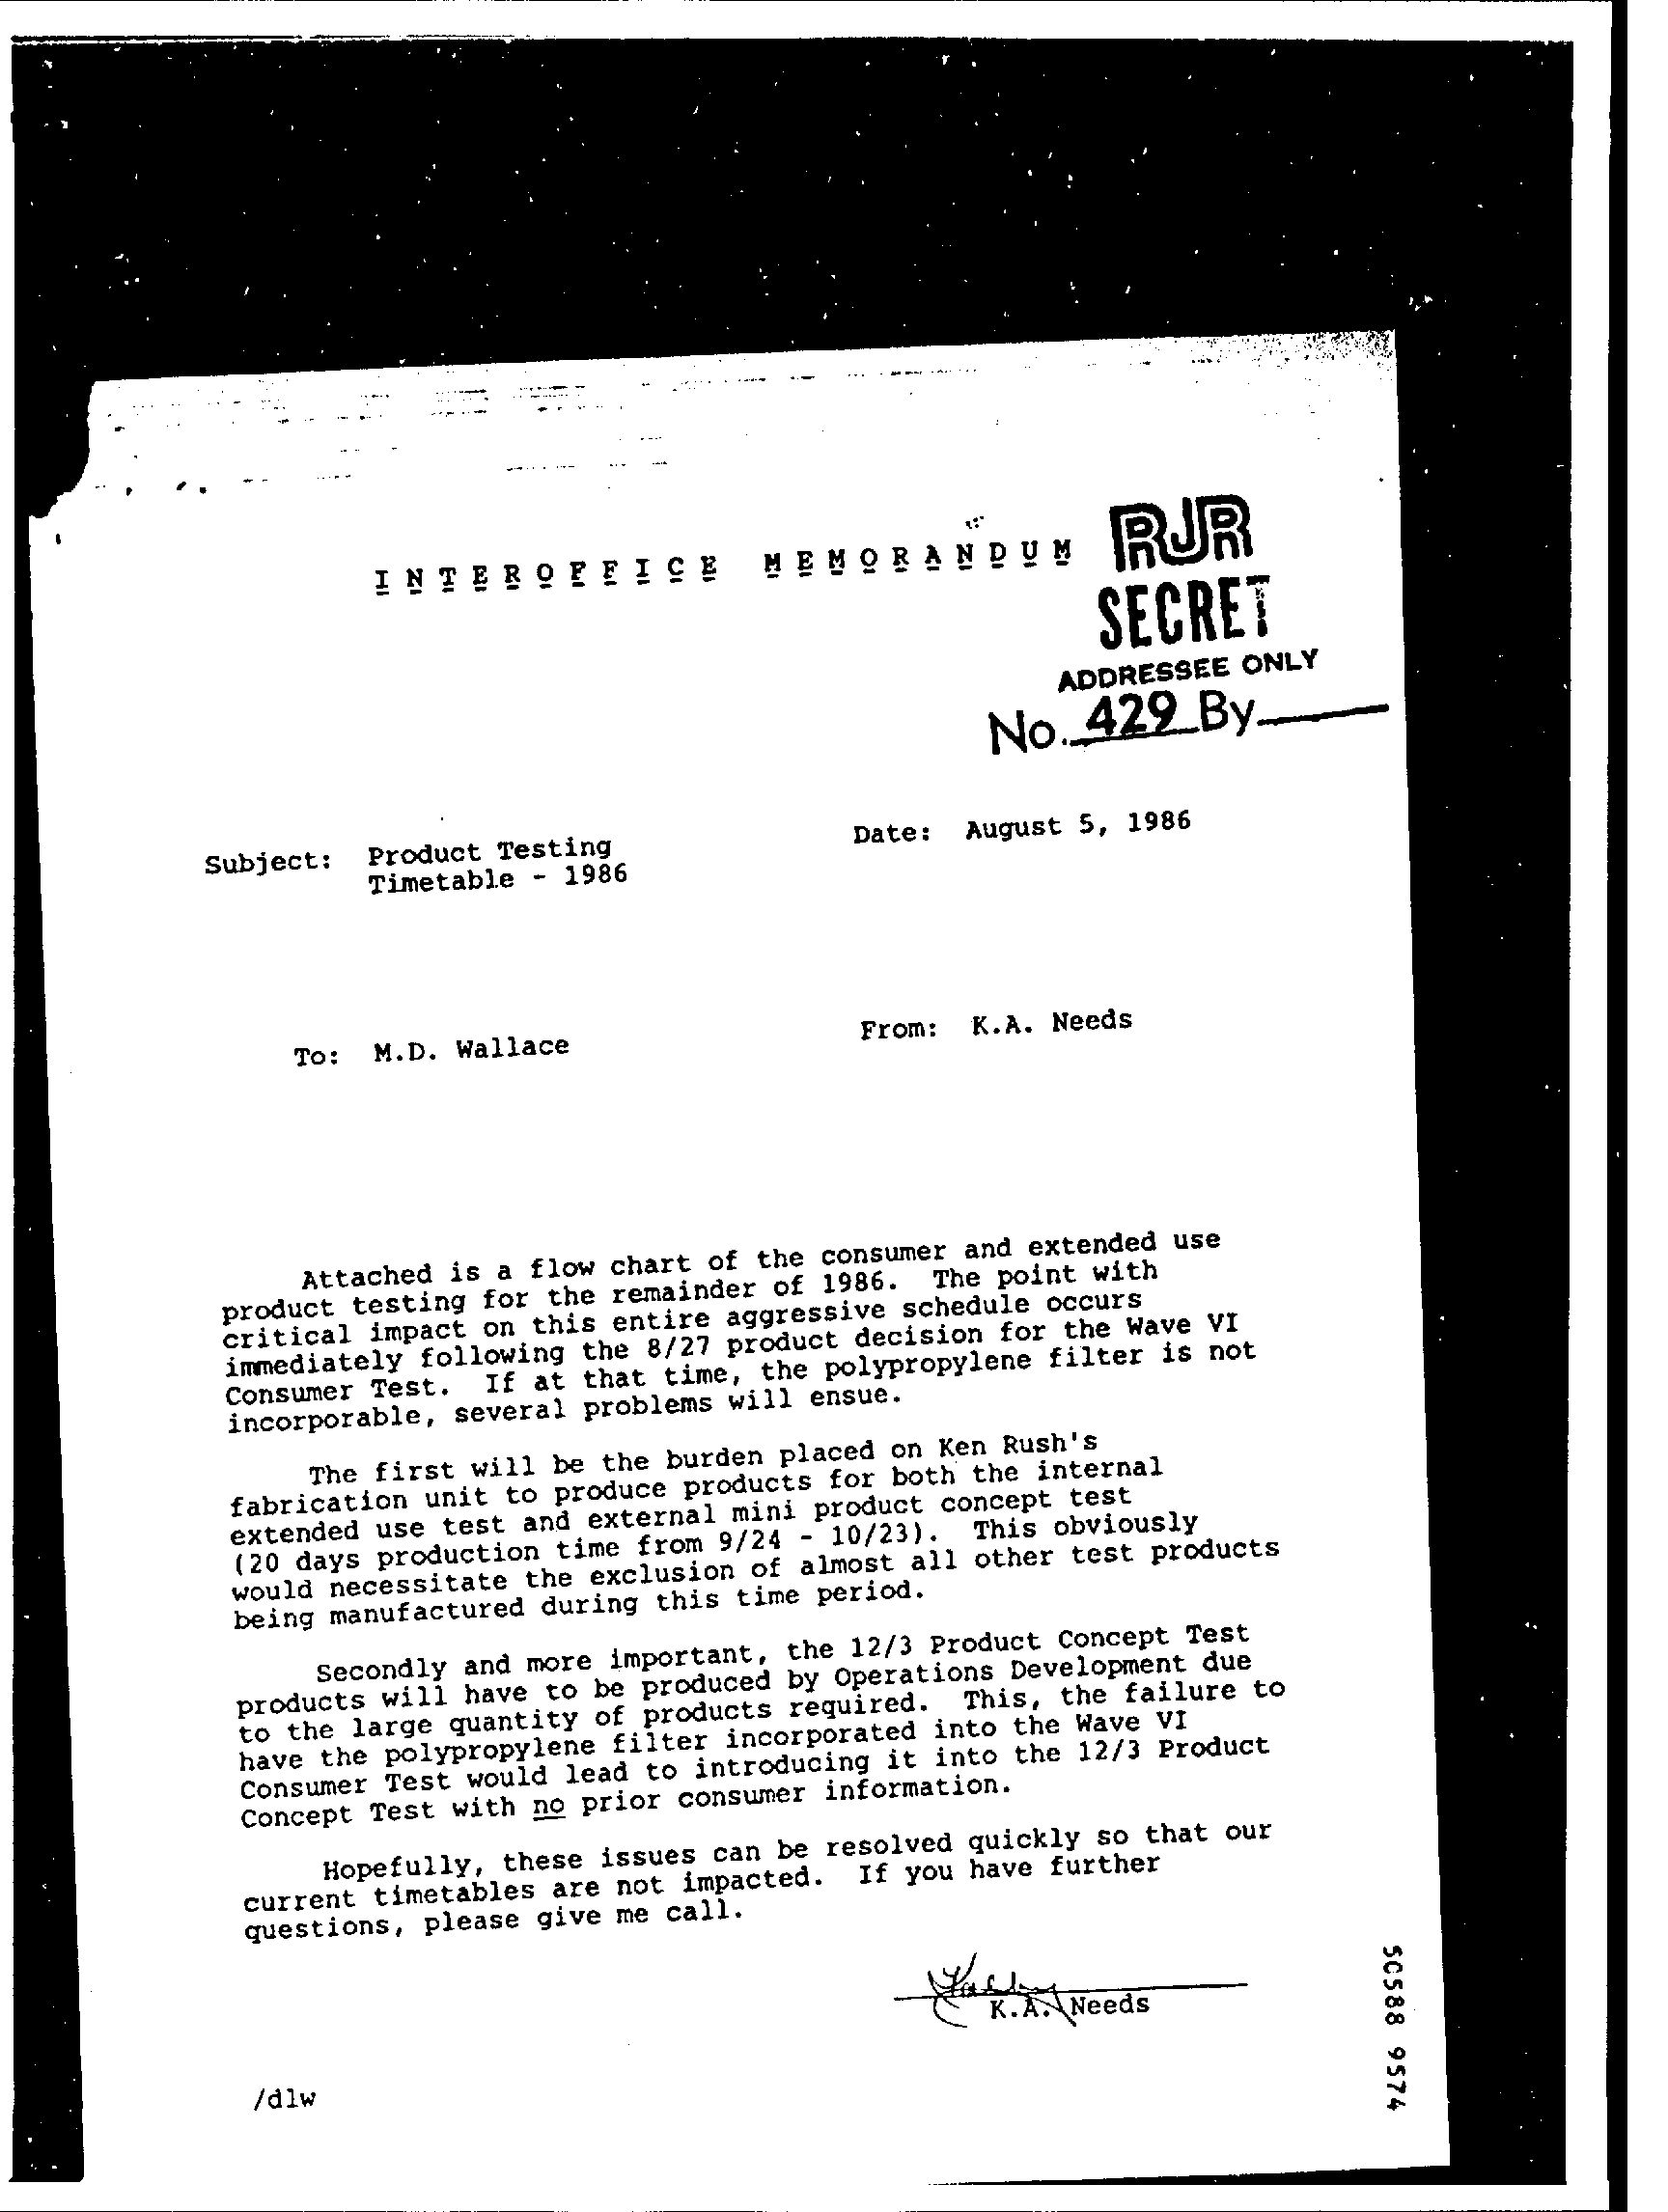 INTEROFFICE MEMORANDUM
RJR
SECRET
ADDRESSEE ONLY
No. 429 By
Subject: Product Testing
Timetable - 1986
Date: August 5, 1986
To: M.D. Wallace
From: K.A. Needs
Attached is a flow chart of the consumer and extended use
product testing for the remainder of 1986. The point with
critical impact on this entire aggressive schedule occurs
immediately following the 8/27 product decision for the Wave VI
Consumer Test. If at that time, the polypropylene filter is not
incorporable, several problems will ensue.
The first will be the burden placed on Ken Rush's
fabrication unit to produce products for both the internal
extended use test and external mini product concept test
(20 days production time from 9/24 - 10/23). This obviously
would necessitate the exclusion of almost all other test products
being manufactured during this time period.
Secondly and more important, the 12/3 Product Concept Test
products will have to be produced by Operations Development due
to the large quantity of products required. This, the failure to
have the polypropylene filter incorporated into the Wave VI
Consumer Test would lead to introducing it into the 12/3 Product
Concept Test with no prior consumer information.
Hopefully, these issues can be resolved quickly so that our
current timetables are not impacted. If you have further
questions, please give me call.
K.A. Needs
/dlw
50588 9574